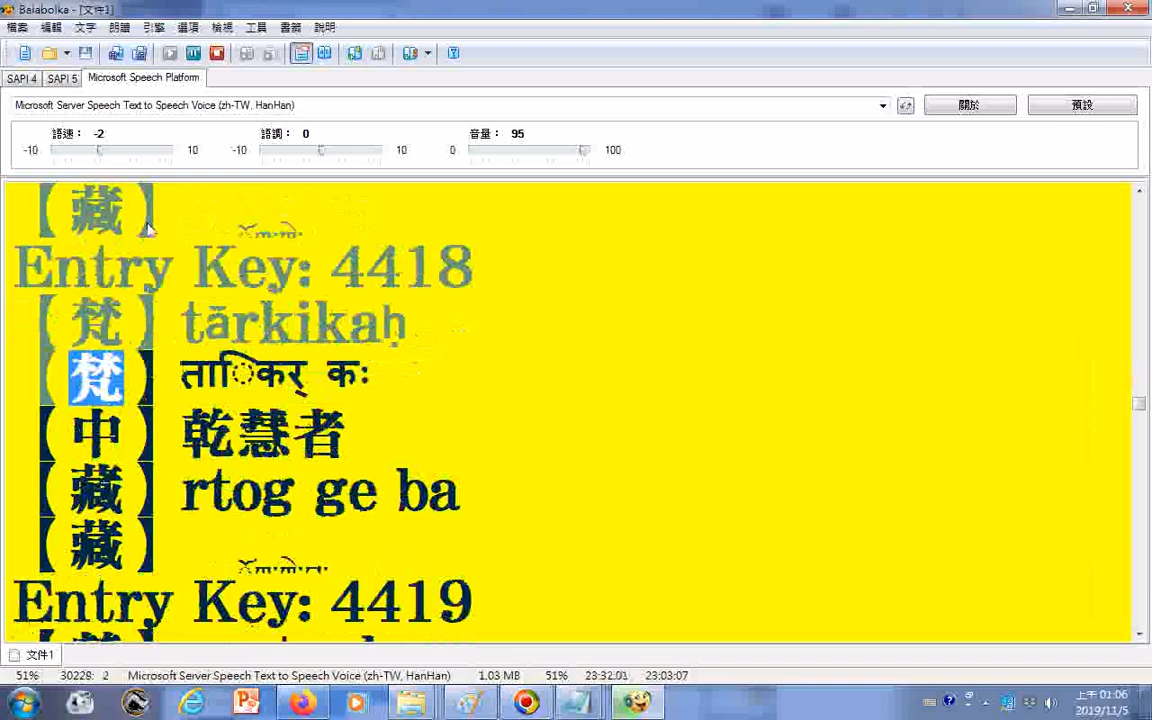 Balabolka - [文件1]
檔案 編輯 文字 朗讀 引擎 選項 檢視 工具 書籤 說明
SAPI 4 SAPI 5 Microsoft Speech Platform
Microsoft Server Speech Text to Speech Voice (zh-TW, HanHan) 關於 預設
語速： -2 語調： 0 音量： 95
-10 10 -10 10 0 100
【藏】
Entry Key: 4418
【梵】 tārkikaḥ
【梵】 तािकर् कः
【中】 乾慧者
【藏】 rtog ge ba
【藏】
Entry Key: 4419
文件1
51% 30229: 2 Microsoft Server Speech Text to Speech Voice (zh-TW, HanHan) 1.03 MB 51% 23:32:01 23:03:07
上午 01:06
2019/11/5